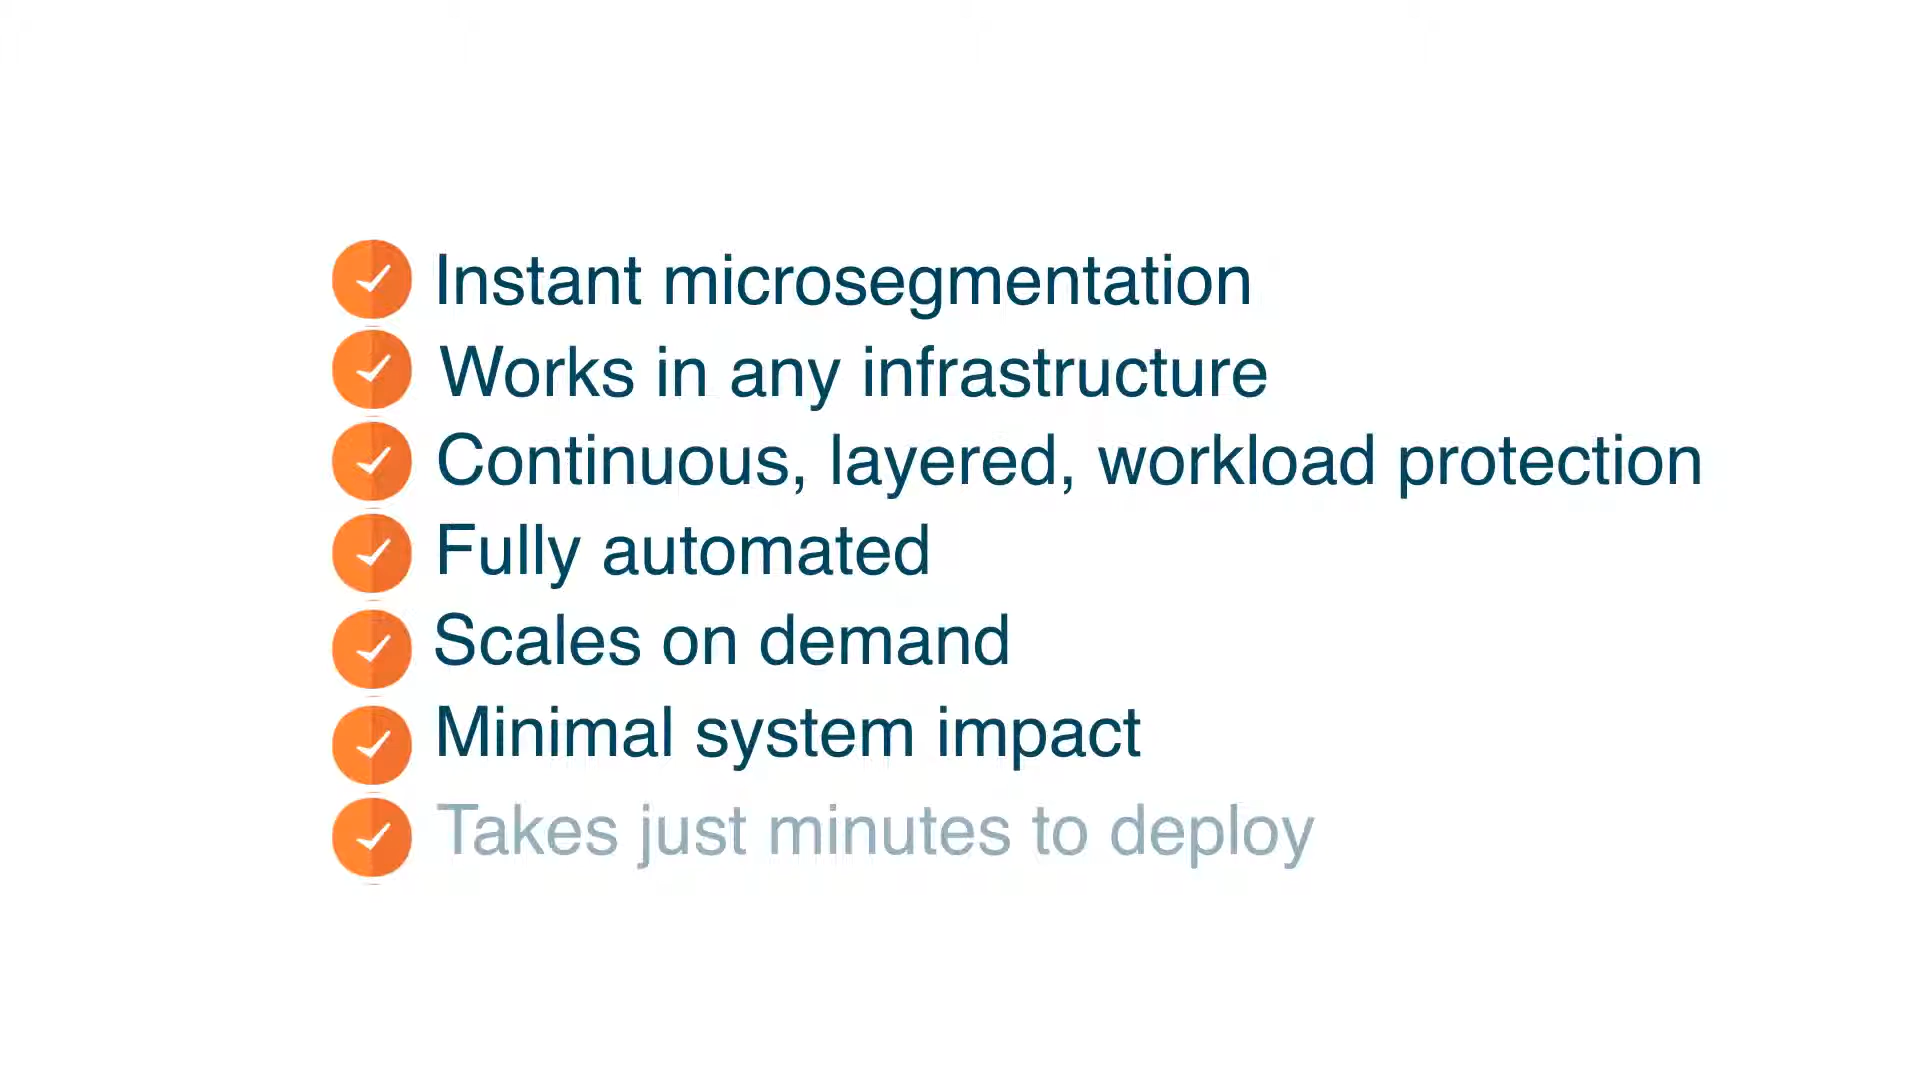 Instant microsegmentation
Works in any infrastructure
Continuous, layered, workload protection
Fully automated
Scales on demand
Minimal system impact
Takes just minutes to deploy